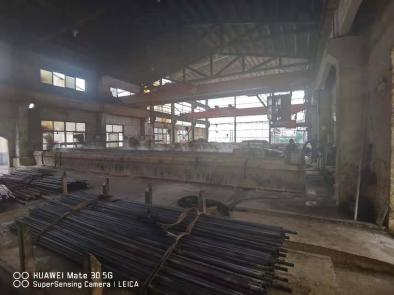 HUAWEI Mate 30 5G
SuperSensing Camera | LEICA